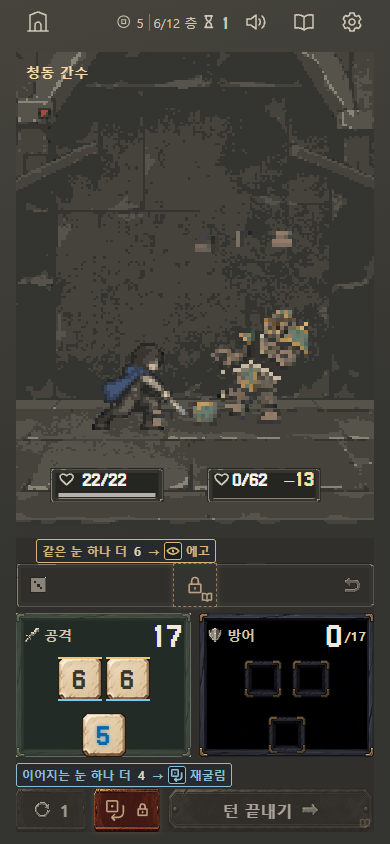 5 6/12 층 1
청동 간수
22/22
0/62 -13
같은 눈 하나 더 6 → 예고
공격 17
방어 0/17
6 6
5
이어지는 눈 하나 더 4 → 재굴림
1
턴 끝내기 ⇒